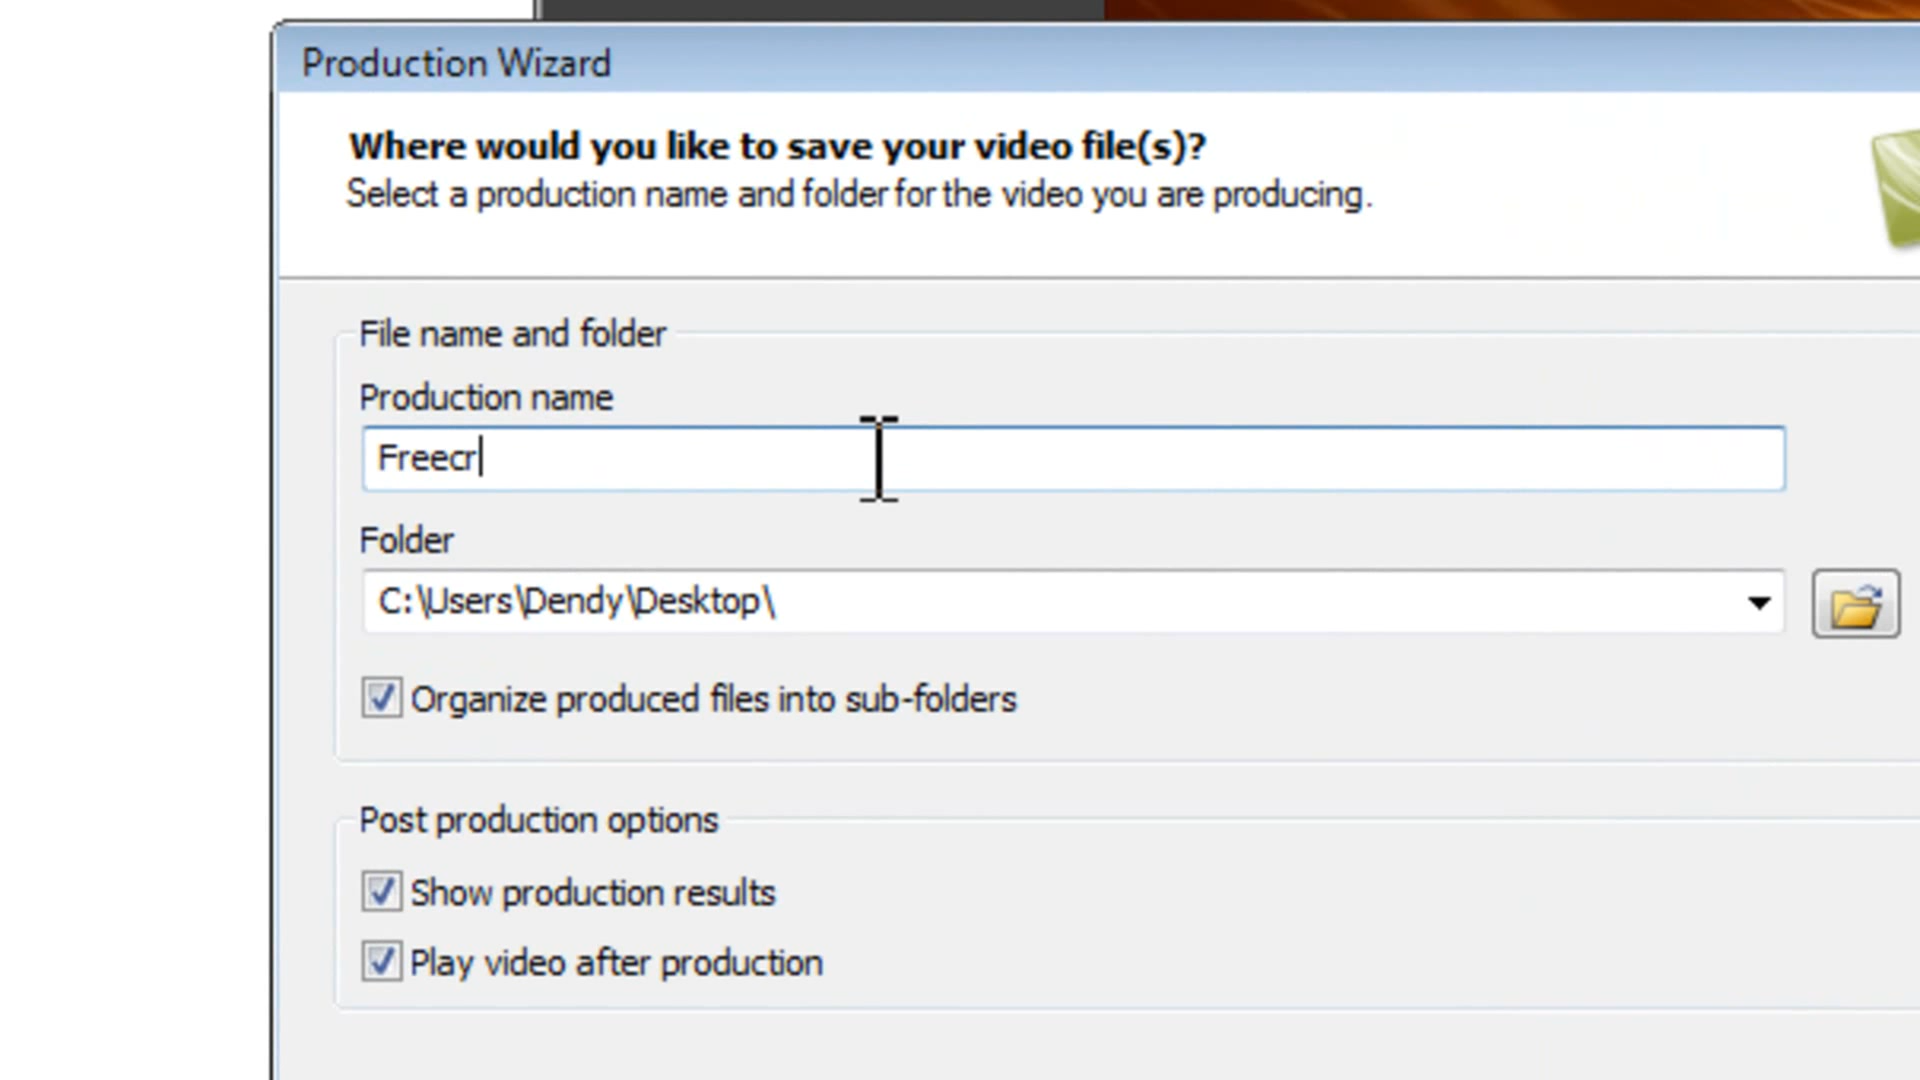 Production Wizard
Where would you like to save your video file(s)?
Select a production name and folder for the video you are producing.
File name and folder
Production name
Freecr
Folder
C:\Users\Dendy\Desktop\
Organize produced files into sub-folders
Post production options
Show production results
Play video after production